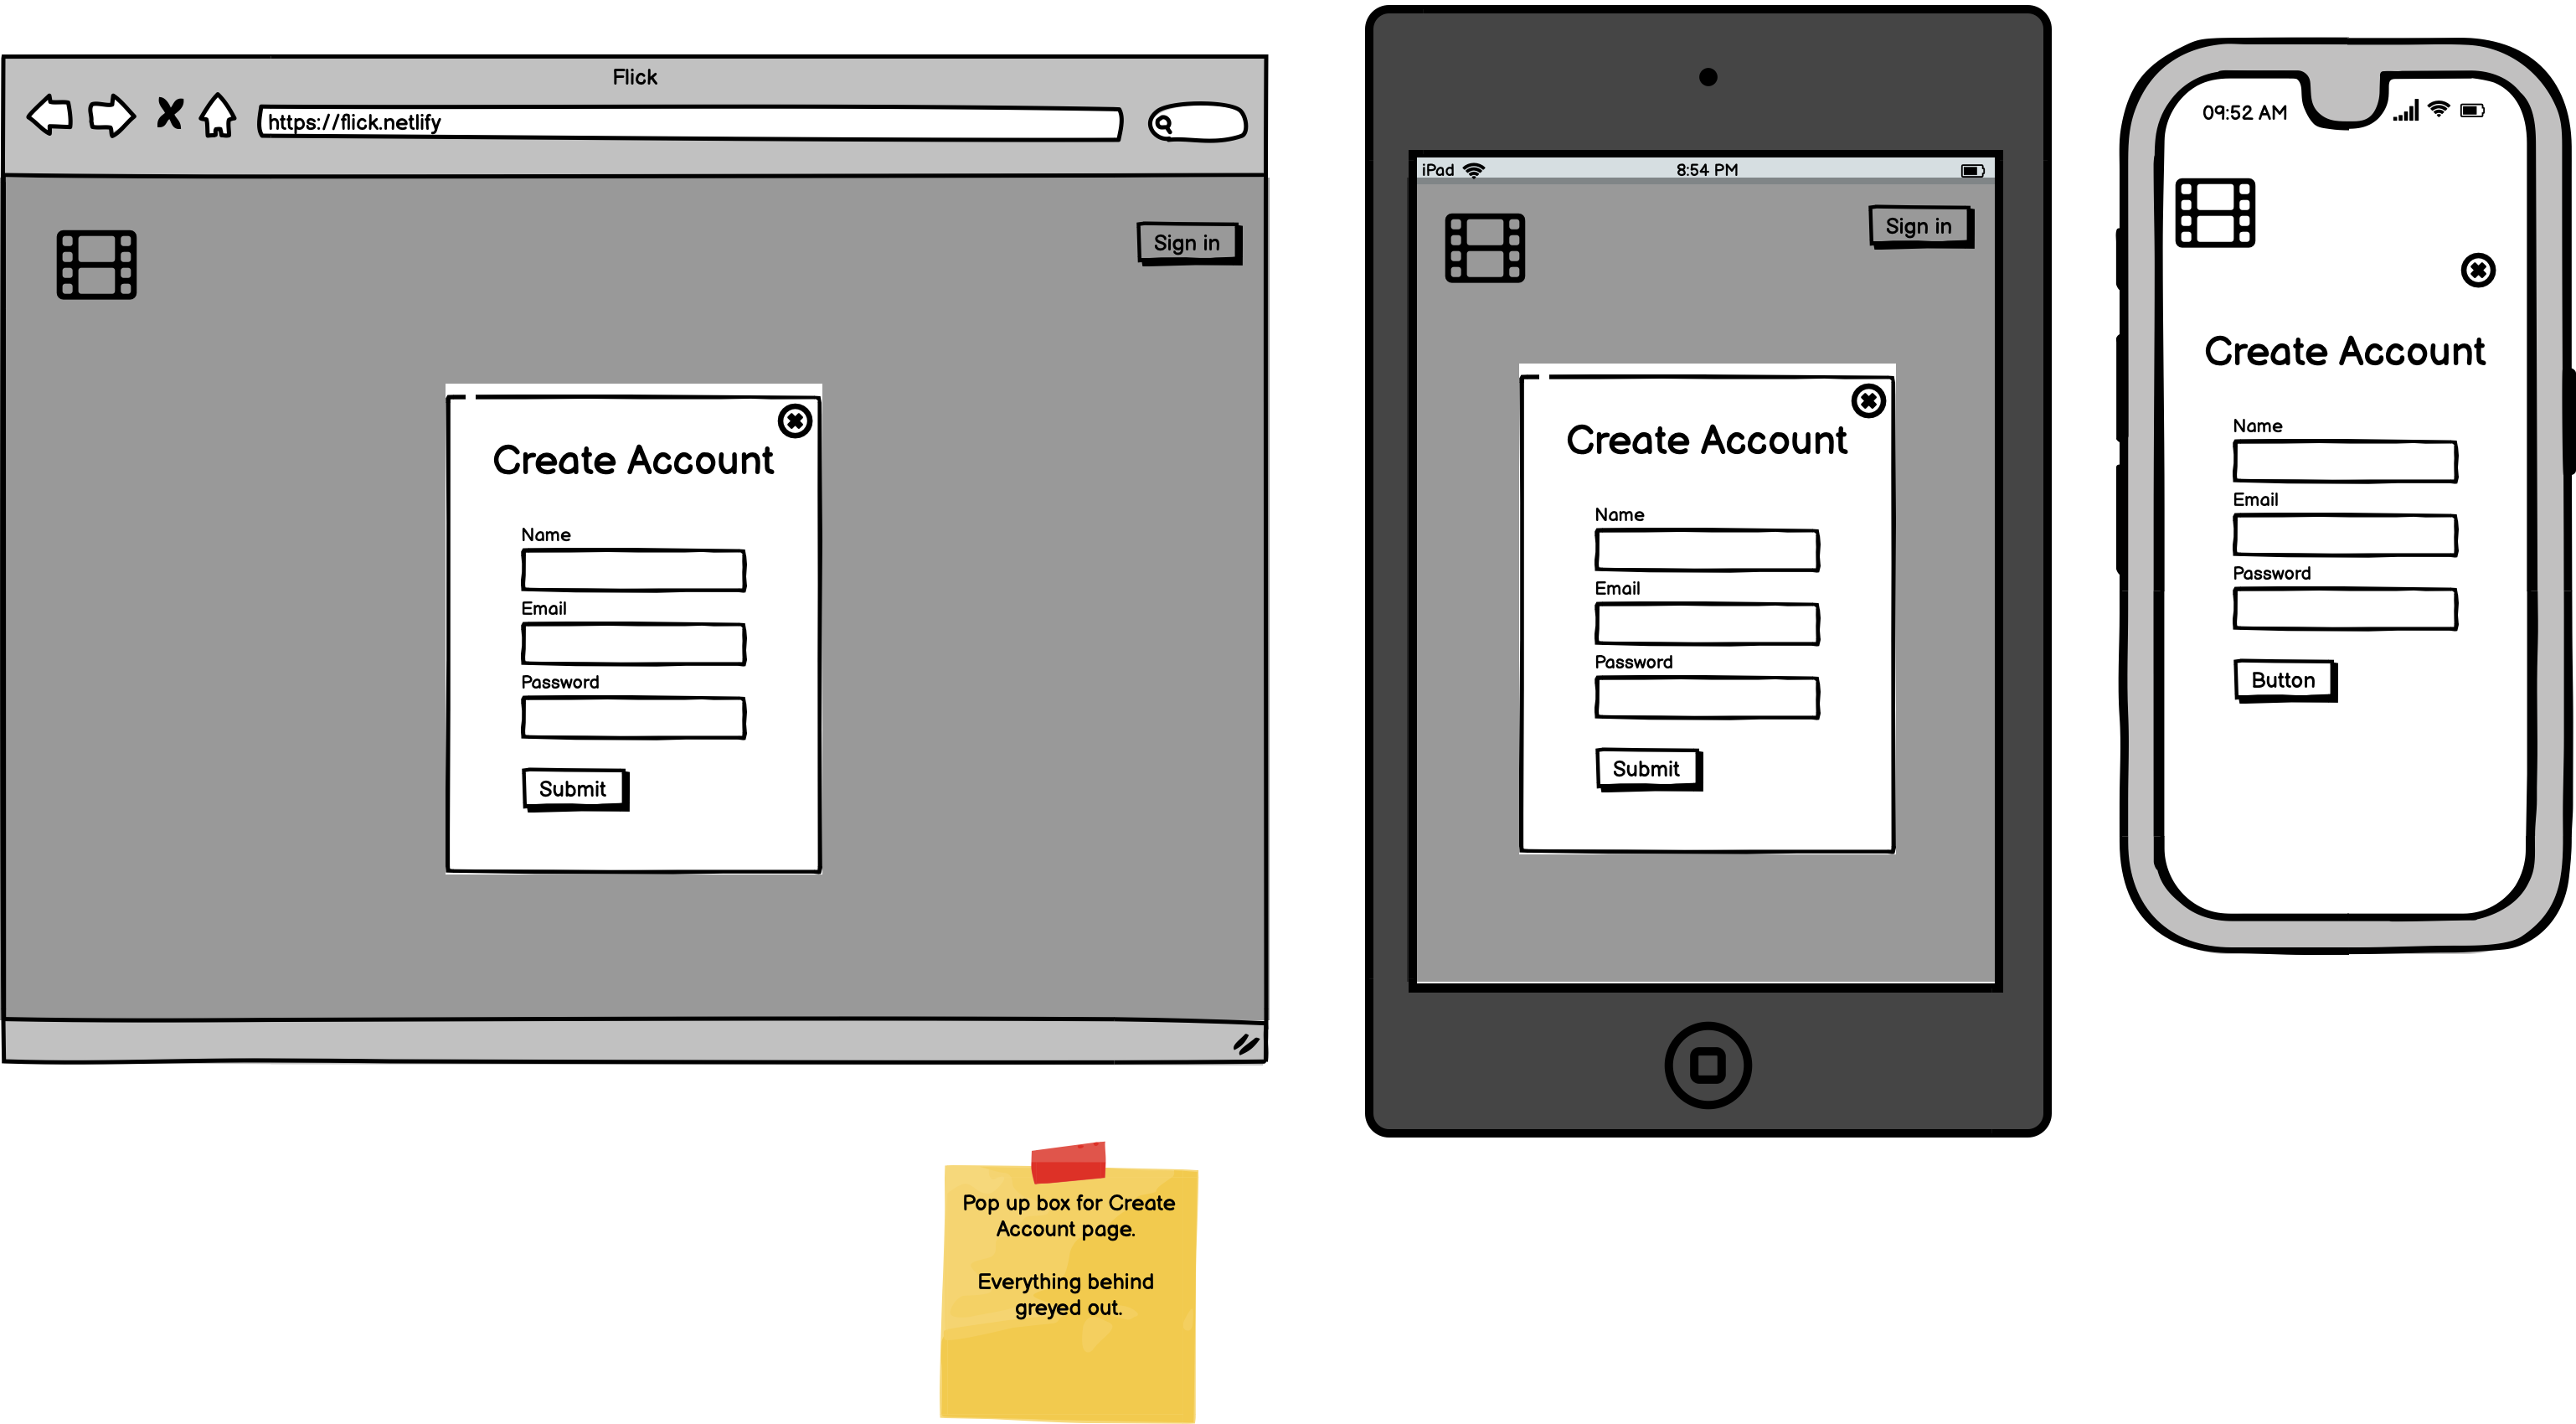 Flick
https://flick.netlify
Sign in
Create Account
Name
Email
Password
Submit
iPad
8:54 PM
Sign in
Create Account
Name
Email
Password
Submit
09:52 AM
Create Account
Name
Email
Password
Button
Pop up box for Create
Account page.
Everything behind
greyed out.